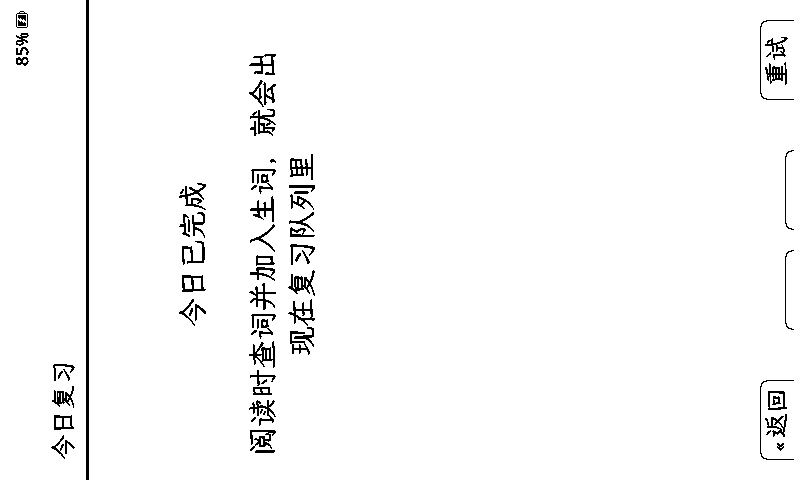 85%
今日复习
今日已完成
阅读时查词并加入生词，就会出
现在复习队列里
« 返回
重试